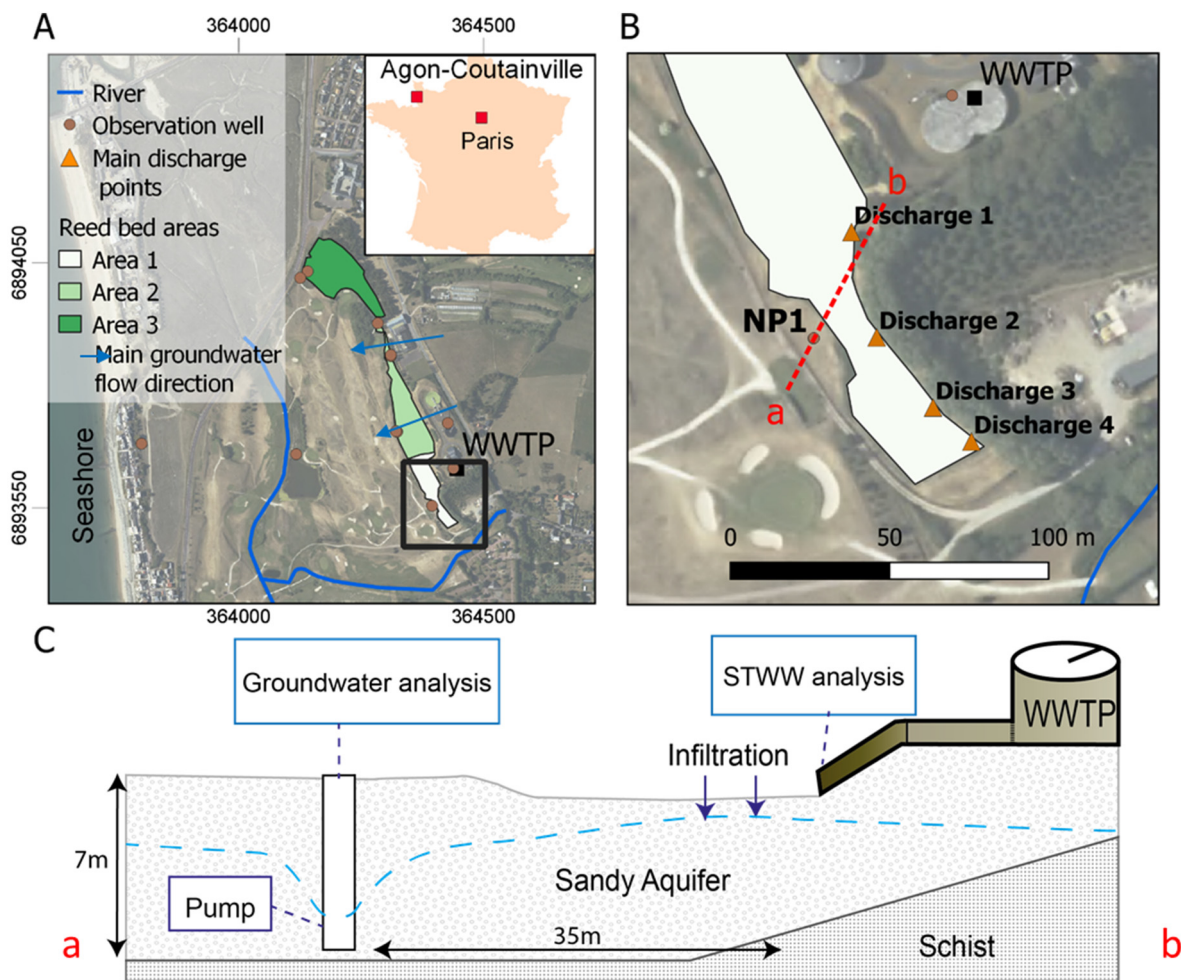 A
364000
364500
River
Observation well
Main discharge
points
Reed bed areas
Area 1
Area 2
Area 3
Main groundwater
flow direction
Agon-Coutainville
Paris
6894050
6893550
Seashore
WWTP
364000
364500
B
WWTP
b
Discharge 1
NP1
Discharge 2
a
Discharge 3
Discharge 4
0
50
100 m
C
Groundwater analysis
STWW analysis
WWTP
Infiltration
7m
Sandy Aquifer
Pump
35m
Schist
a
b